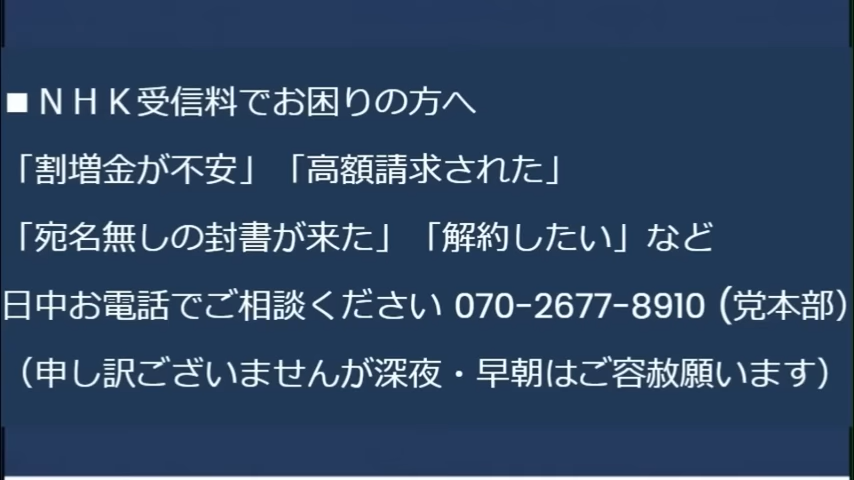 ■ＮＨＫ受信料でお困りの方へ
「割増金が不安」「高額請求された」
「宛名無しの封書が来た」「解約したい」など
日中お電話でご相談ください 070-2677-8910 (党本部)
（申し訳ございませんが深夜・早朝はご容赦願います）